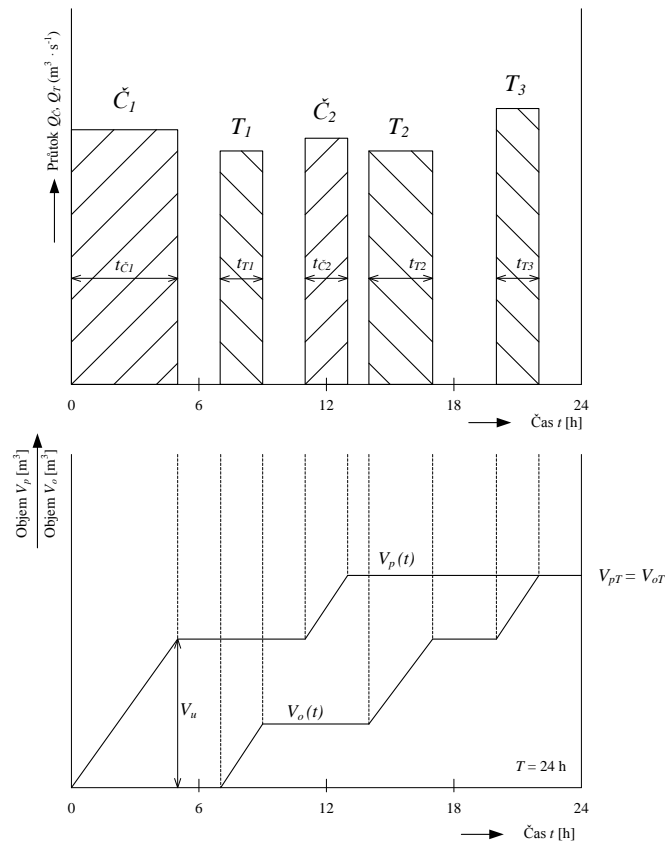 Průtok Q_Č, Q_T (m³ · s⁻¹)
Č₁
T₁
Č₂
T₂
T₃
t_Č1
t_T1
t_Č2
t_T2
t_T3
0 6 12 18 24
Čas t [h]
Objem V_p [m³]
Objem V_o [m³]
V_p(t)
V_pT = V_oT
V_u
V_o(t)
T = 24 h
0 6 12 18 24
Čas t [h]